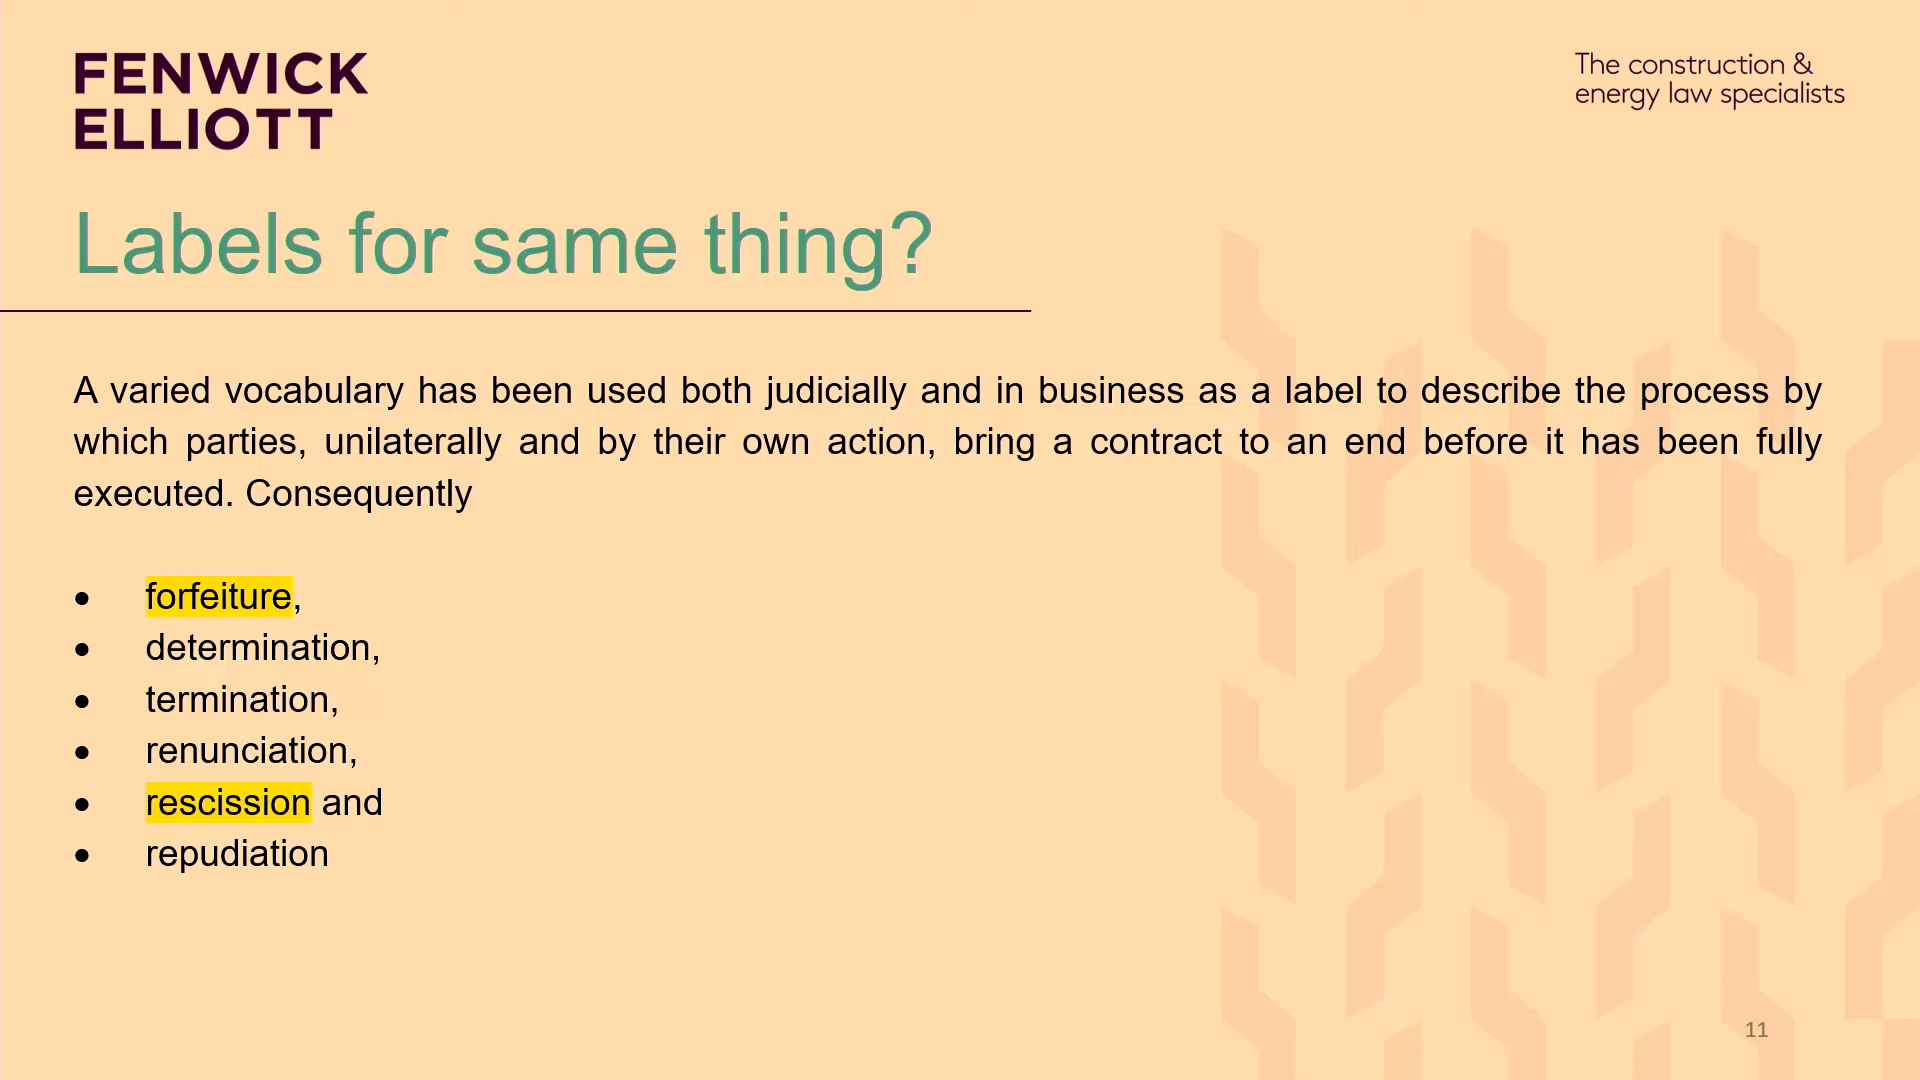 FENWICK
ELLIOTT
The construction &
energy law specialists
Labels for same thing?
A varied vocabulary has been used both judicially and in business as a label to describe the process by
which parties, unilaterally and by their own action, bring a contract to an end before it has been fully
executed. Consequently
• forfeiture,
• determination,
• termination,
• renunciation,
• rescission and
• repudiation
11